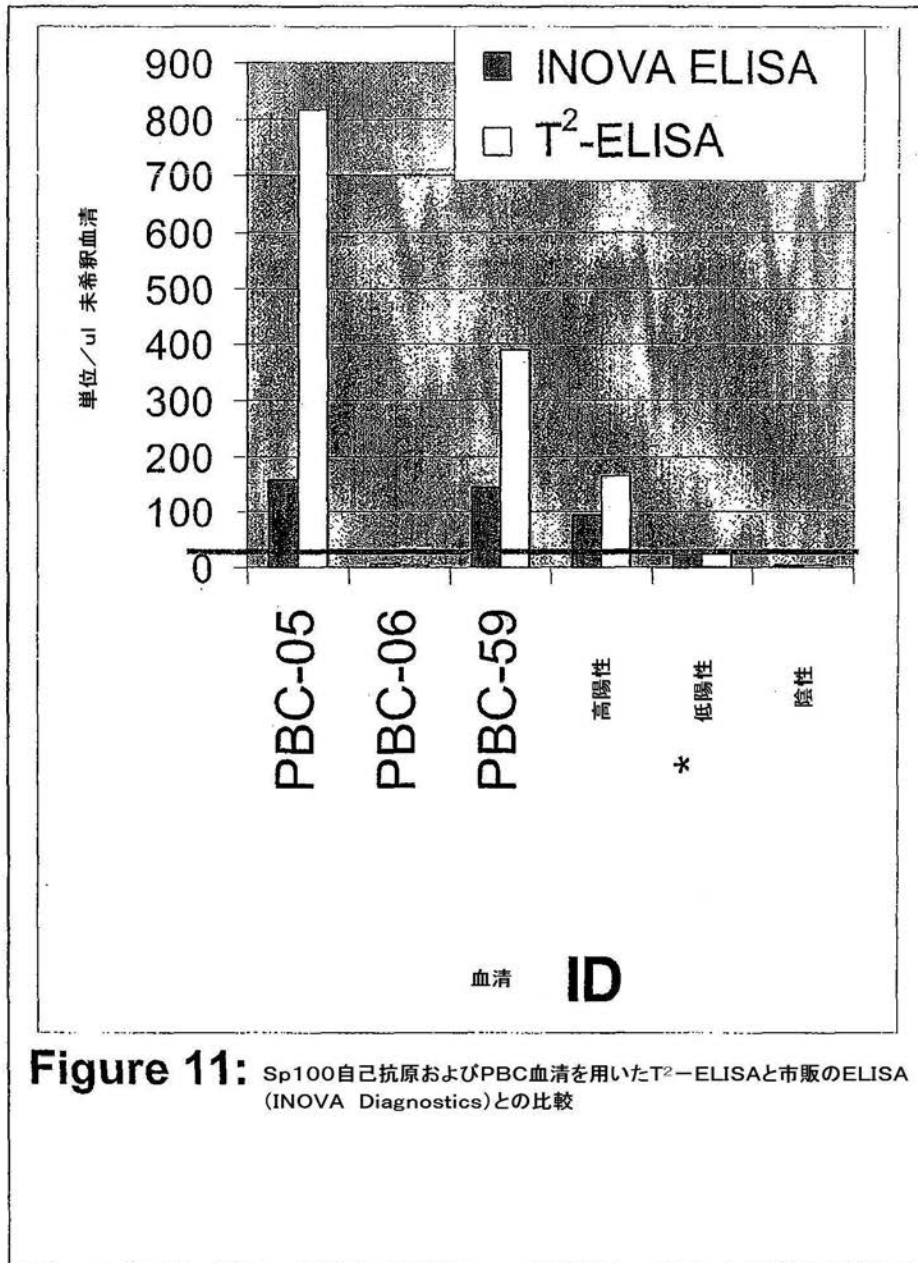 INOVA ELISA
T²-ELISA
900
800
700
600
500
400
300
200
100
0
単位/ul 未希釈血清
PBC-05
PBC-06
PBC-59
高陽性
* 低陽性
陰性
血清 ID
Figure 11: Sp100自己抗原およびPBC血清を用いたT²-ELISAと市販のELISA
(INOVA Diagnostics)との比較